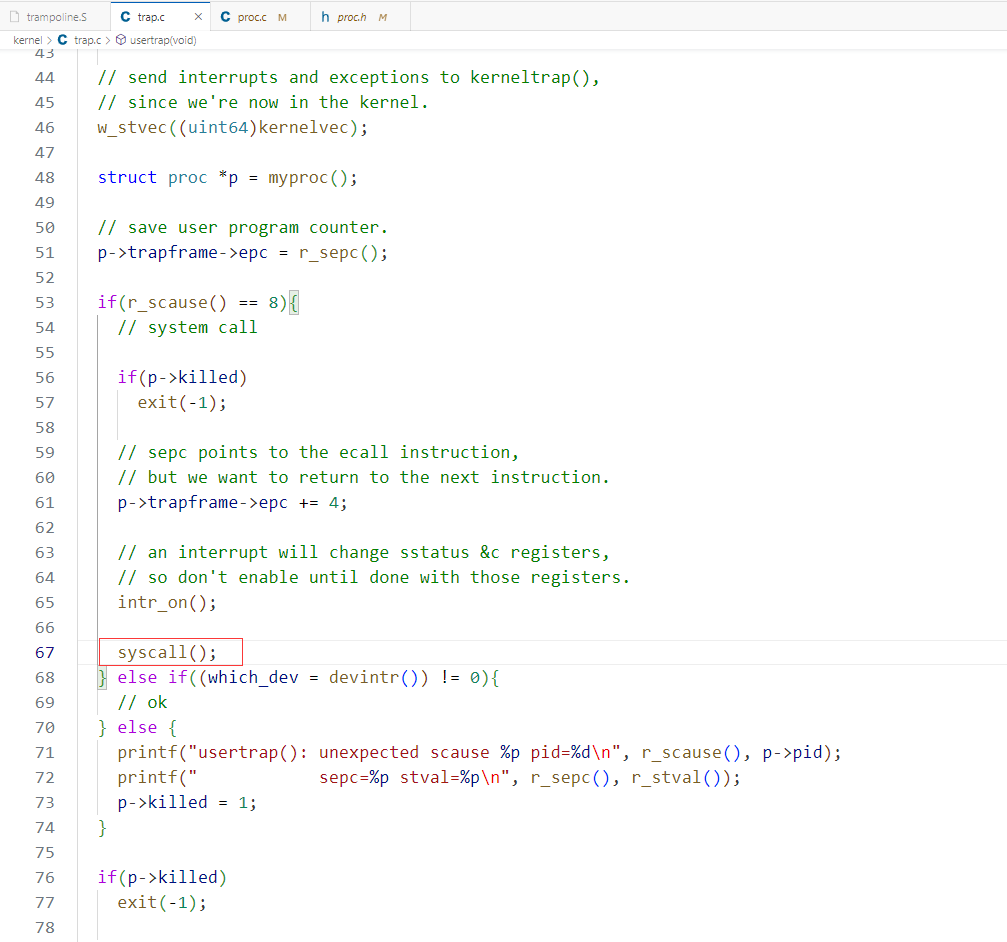 trampoline.S C trap.c × C proc.c M h proc.h M
kernel > C trap.c > usertrap(void)
43
44 // send interrupts and exceptions to kerneltrap(),
45 // since we're now in the kernel.
46 w_stvec((uint64)kernelvec);
47
48 struct proc *p = myproc();
49
50 // save user program counter.
51 p->trapframe->epc = r_sepc();
52
53 if(r_scause() == 8){
54 // system call
55
56 if(p->killed)
57 exit(-1);
58
59 // sepc points to the ecall instruction,
60 // but we want to return to the next instruction.
61 p->trapframe->epc += 4;
62
63 // an interrupt will change sstatus &c registers,
64 // so don't enable until done with those registers.
65 intr_on();
66
67 syscall();
68 } else if((which_dev = devintr()) != 0){
69 // ok
70 } else {
71 printf("usertrap(): unexpected scause %p pid=%d\n", r_scause(), p->pid);
72 printf("            sepc=%p stval=%p\n", r_sepc(), r_stval());
73 p->killed = 1;
74 }
75
76 if(p->killed)
77 exit(-1);
78